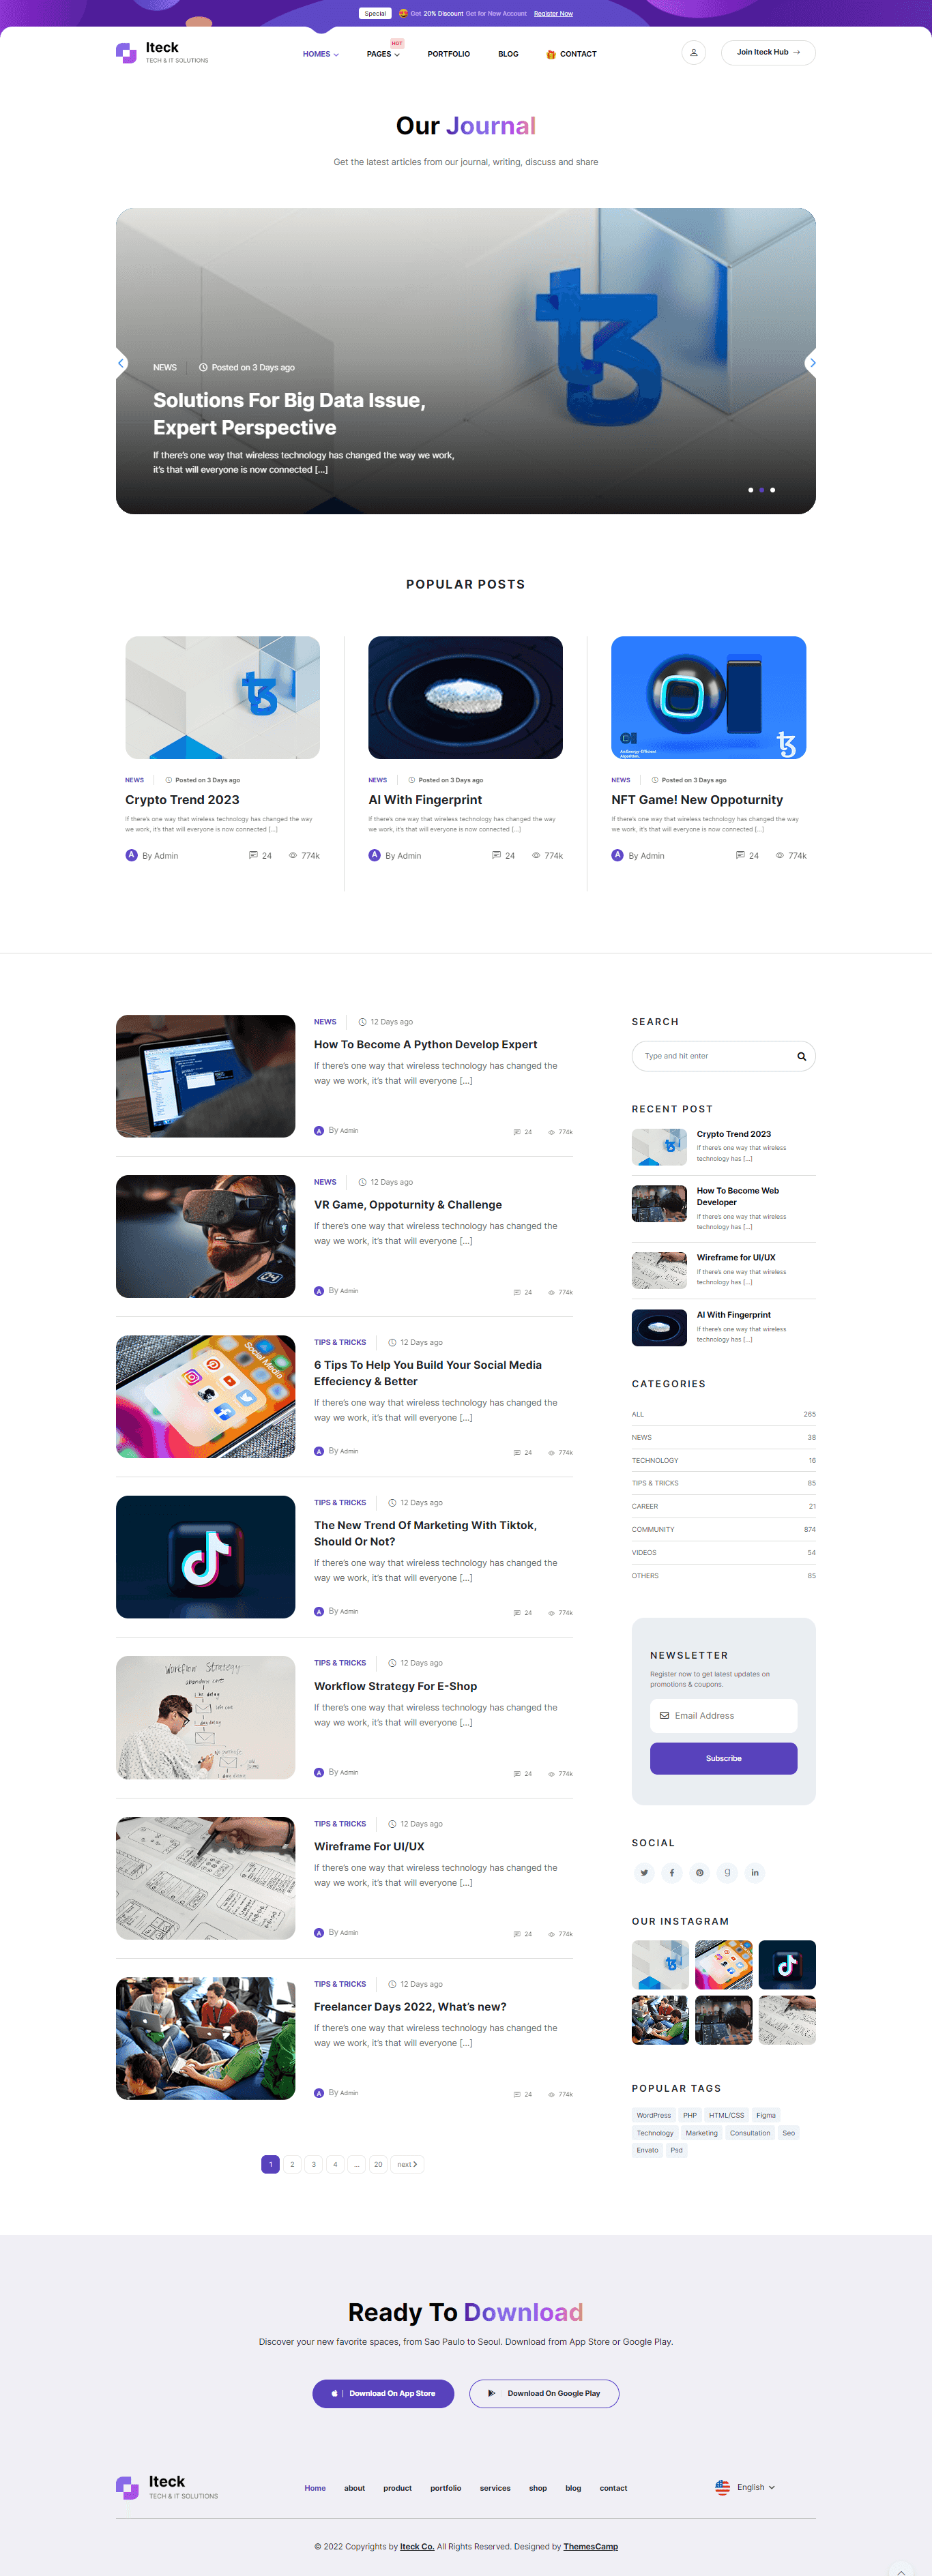 Special Get 20% Discount Get for New Account Register Now
Iteck
TECH & IT SOLUTIONS
HOMES PAGES HOT PORTFOLIO BLOG CONTACT
Join Iteck Hub
Our Journal
Get the latest articles from our journal, writing, discuss and share
NEWS Posted on 3 Days ago
Solutions For Big Data Issue,
Expert Perspective
If there's one way that wireless technology has changed the way we work,
it's that will everyone is now connected [...]
POPULAR POSTS
NEWS Posted on 3 Days ago
Crypto Trend 2023
If there's one way that wireless technology has changed the way
we work, it's that will everyone is now connected [...]
A By Admin 24 774k
NEWS Posted on 3 Days ago
AI With Fingerprint
If there's one way that wireless technology has changed the way
we work, it's that will everyone is now connected [...]
A By Admin 24 774k
An Energy-Efficient
Algorithm.
NEWS Posted on 3 Days ago
NFT Game! New Oppoturnity
If there's one way that wireless technology has changed the way
we work, it's that will everyone is now connected [...]
A By Admin 24 774k
NEWS 12 Days ago
How To Become A Python Develop Expert
If there's one way that wireless technology has changed the
way we work, it's that will everyone [...]
A By Admin 24 774k
04
NEWS 12 Days ago
VR Game, Oppoturnity & Challenge
If there's one way that wireless technology has changed the
way we work, it's that will everyone [...]
A By Admin 24 774k
Social Media
TIPS & TRICKS 12 Days ago
6 Tips To Help You Build Your Social Media
Effeciency & Better
If there's one way that wireless technology has changed the
way we work, it's that will everyone [...]
A By Admin 24 774k
TIPS & TRICKS 12 Days ago
The New Trend Of Marketing With Tiktok,
Should Or Not?
If there's one way that wireless technology has changed the
way we work, it's that will everyone [...]
A By Admin 24 774k
Workflow Strategy
TIPS & TRICKS 12 Days ago
Workflow Strategy For E-Shop
If there's one way that wireless technology has changed the
way we work, it's that will everyone [...]
A By Admin 24 774k
TIPS & TRICKS 12 Days ago
Wireframe For UI/UX
If there's one way that wireless technology has changed the
way we work, it's that will everyone [...]
A By Admin 24 774k
TIPS & TRICKS 12 Days ago
Freelancer Days 2022, What's new?
If there's one way that wireless technology has changed the
way we work, it's that will everyone [...]
A By Admin 24 774k
1 2 3 4 ... 20 next
SEARCH
Type and hit enter
RECENT POST
Crypto Trend 2023
If there's one way that wireless
technology has [...]
How To Become Web
Developer
If there's one way that wireless
technology has [...]
Wireframe for UI/UX
If there's one way that wireless
technology has [...]
AI With Fingerprint
If there's one way that wireless
technology has [...]
CATEGORIES
ALL 265
NEWS 38
TECHNOLOGY 16
TIPS & TRICKS 85
CAREER 21
COMMUNITY 874
VIDEOS 54
OTHERS 85
NEWSLETTER
Register now to get latest updates on
promotions & coupons.
Email Address
Subscribe
SOCIAL
OUR INSTAGRAM
POPULAR TAGS
WordPress PHP HTML/CSS Figma
Technology Marketing Consultation Seo
Envato Psd
Ready To Download
Discover your new favorite spaces, from Sao Paulo to Seoul. Download from App Store or Google Play.
Download On App Store Download On Google Play
Iteck
TECH & IT SOLUTIONS
Home about product portfolio services shop blog contact
English
© 2022 Copyrights by Iteck Co. All Rights Reserved. Designed by ThemesCamp